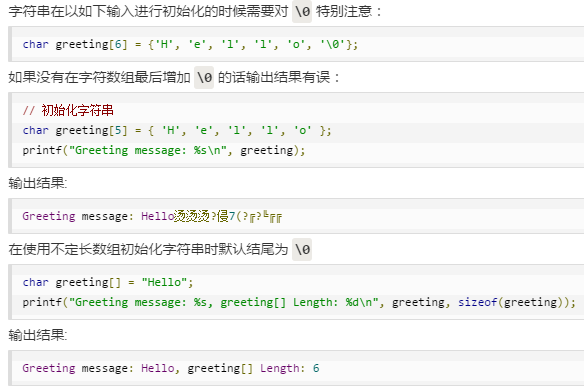 字符串在以如下输入进行初始化的时候需要对 \0 特别注意：
char greeting[6] = {'H', 'e', 'l', 'l', 'o', '\0'};
如果没有在字符数组最后增加 \0 的话输出结果有误：
// 初始化字符串
char greeting[5] = { 'H', 'e', 'l', 'l', 'o' };
printf("Greeting message: %s\n", greeting);
输出结果:
Greeting message: Hello烫烫烫?侵7(?╔?╚╔╔
在使用不定长数组初始化字符串时默认结尾为 \0
char greeting[] = "Hello";
printf("Greeting message: %s, greeting[] Length: %d\n", greeting, sizeof(greeting));
输出结果:
Greeting message: Hello, greeting[] Length: 6